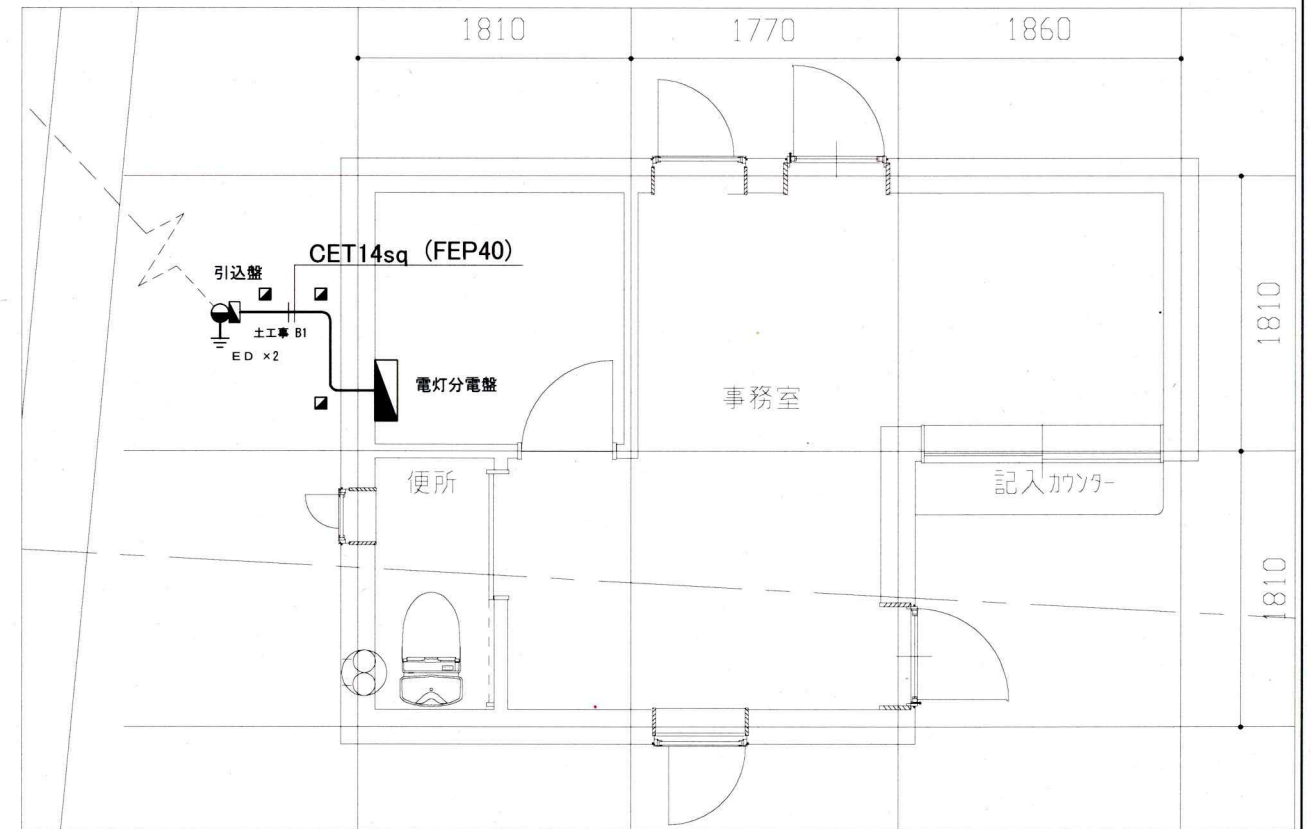 1810
1770
1860
CET14sq (FEP40)
引込盤
土工事 B1
ED ×2
電灯分電盤
事務室
1810
便所
記入カウンター
1810